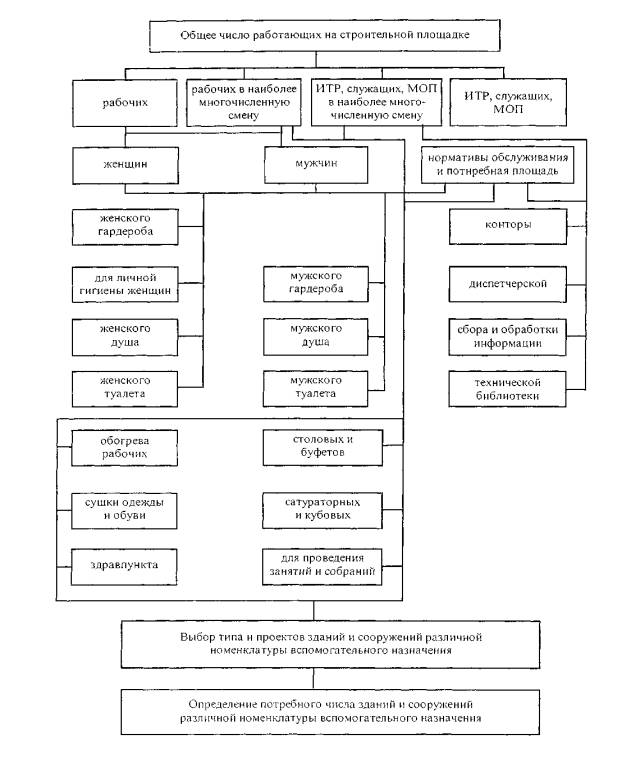 Общее число работающих на строительной площадке
рабочих
рабочих в наиболее
многочисленную
смену
ИТР, служащих, МОП
в наиболее много-
численную смену
ИТР, служащих,
МОП
женщин
мужчин
нормативы обслуживания
и потнребная площадь
женского
гардероба
конторы
для личной
гигиены женщин
мужского
гардероба
диспетчерской
женского
душа
мужского
душа
сбора и обработки
информации
женского
туалета
мужского
туалета
технической
библиотеки
обогрева
рабочих
столовых и
буфетов
сушки одежды
и обуви
сатураторных
и кубовых
здравпункта
для проведения
занятий и собраний
Выбор типа и проектов зданий и сооружений различной
номенклатуры вспомогательного назначения
Определение потребного числа зданий и сооружений
различной номенклатуры вспомогательного назначения